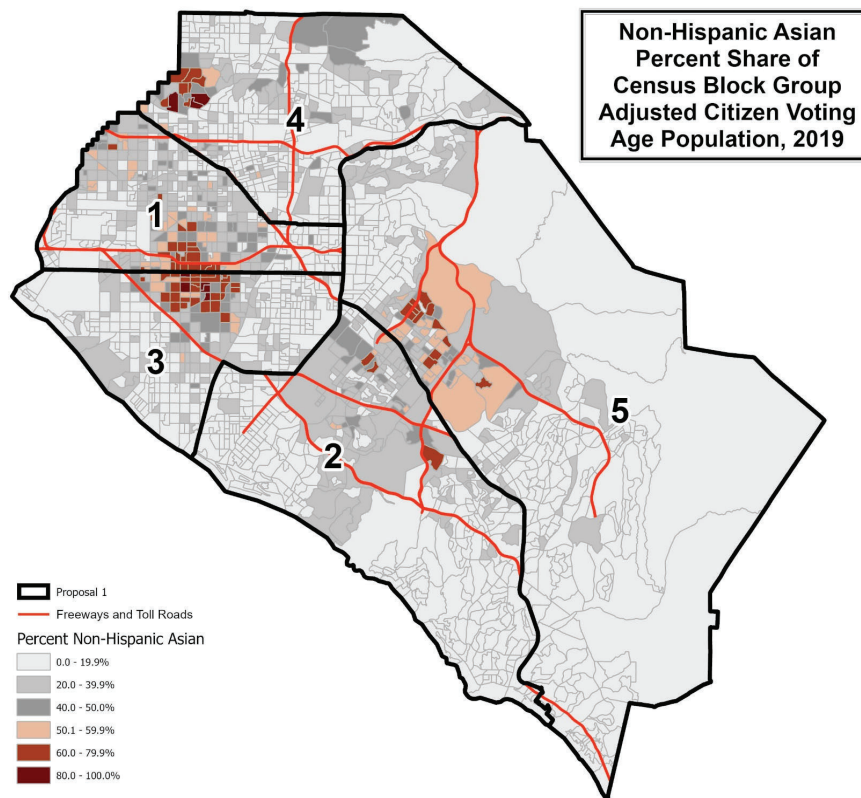 Non-Hispanic Asian
Percent Share of
Census Block Group
Adjusted Citizen Voting
Age Population, 2019
4
1
3
5
2
Proposal 1
Freeways and Toll Roads
Percent Non-Hispanic Asian
0.0 - 19.9%
20.0 - 39.9%
40.0 - 50.0%
50.1 - 59.9%
60.0 - 79.9%
80.0 - 100.0%